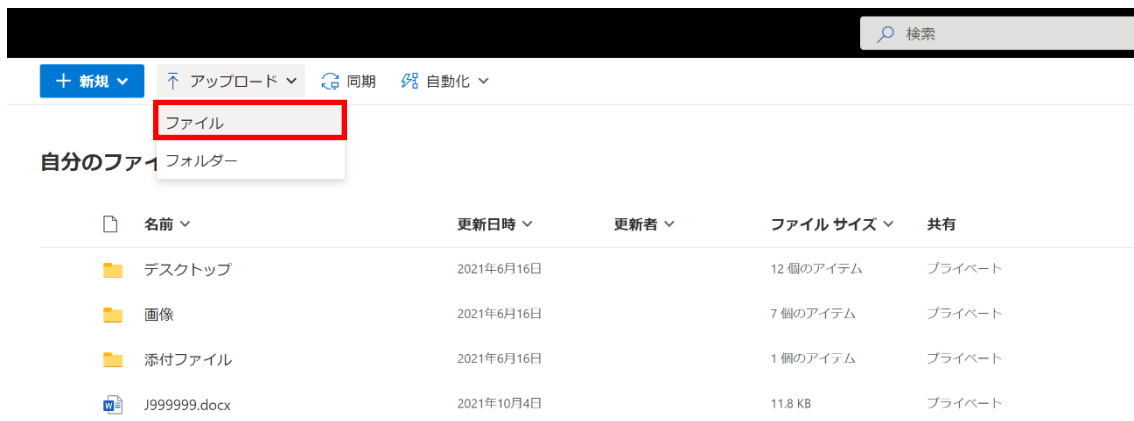 検索
新規 アップロード 同期 自動化
ファイル
自分のファイ
フォルダー
名前 更新日時 更新者 ファイル サイズ 共有
デスクトップ 2021年6月16日 12 個のアイテム プライベート
画像 2021年6月16日 7 個のアイテム プライベート
添付ファイル 2021年6月16日 1 個のアイテム プライベート
J999999.docx 2021年10月4日 11.8 KB プライベート